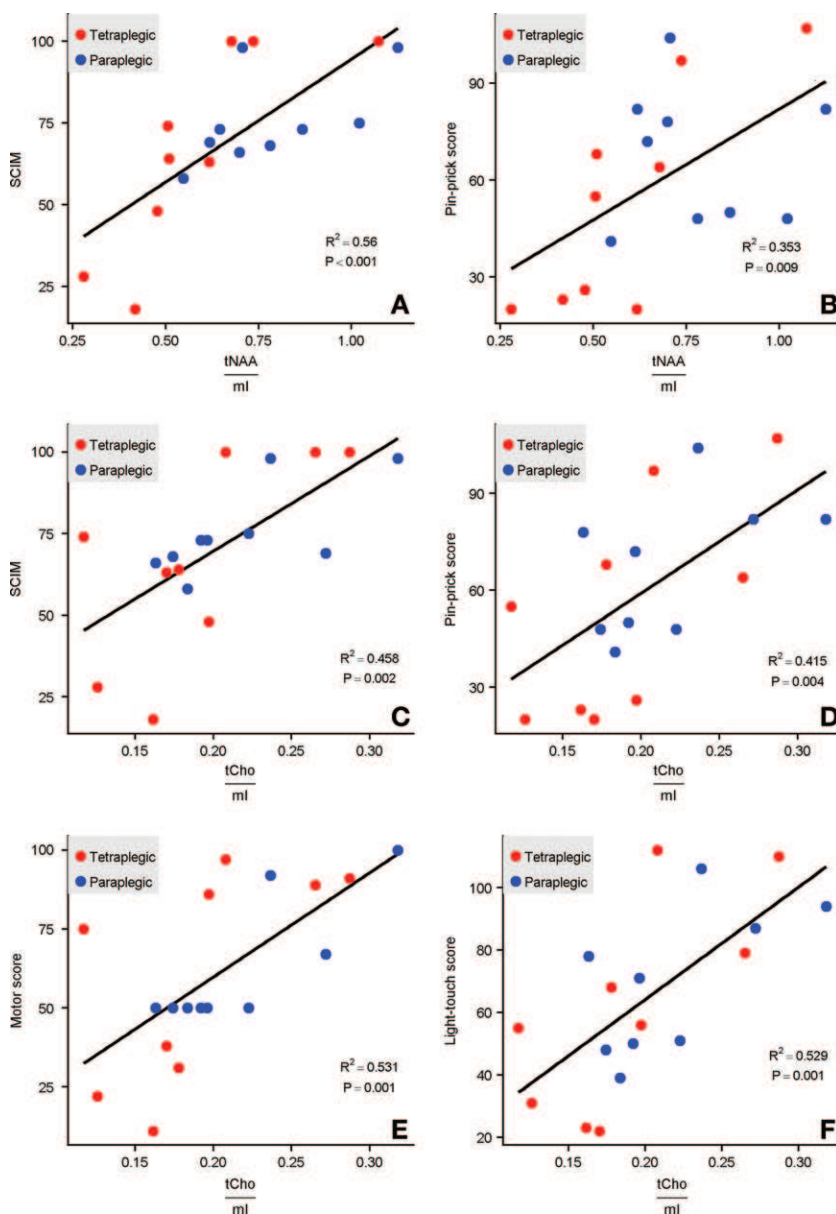 Tetraplegic
Paraplegic
100
75
50
25
SCIM
R² = 0.56
P < 0.001
A
0.25 0.50 0.75 1.00
tNAA
ml
Tetraplegic
Paraplegic
90
60
30
Pin-prick score
R² = 0.353
P = 0.009
B
0.25 0.50 0.75 1.00
tNAA
ml
Tetraplegic
Paraplegic
100
75
50
25
SCIM
R² = 0.458
P = 0.002
C
0.15 0.20 0.25 0.30
tCho
ml
Tetraplegic
Paraplegic
90
60
30
Pin-prick score
R² = 0.415
P = 0.004
D
0.15 0.20 0.25 0.30
tCho
ml
Tetraplegic
Paraplegic
100
75
50
25
Motor score
R² = 0.531
P = 0.001
E
0.15 0.20 0.25 0.30
tCho
ml
Tetraplegic
Paraplegic
100
80
60
40
20
Light-touch score
R² = 0.529
P = 0.001
F
0.15 0.20 0.25 0.30
tCho
ml